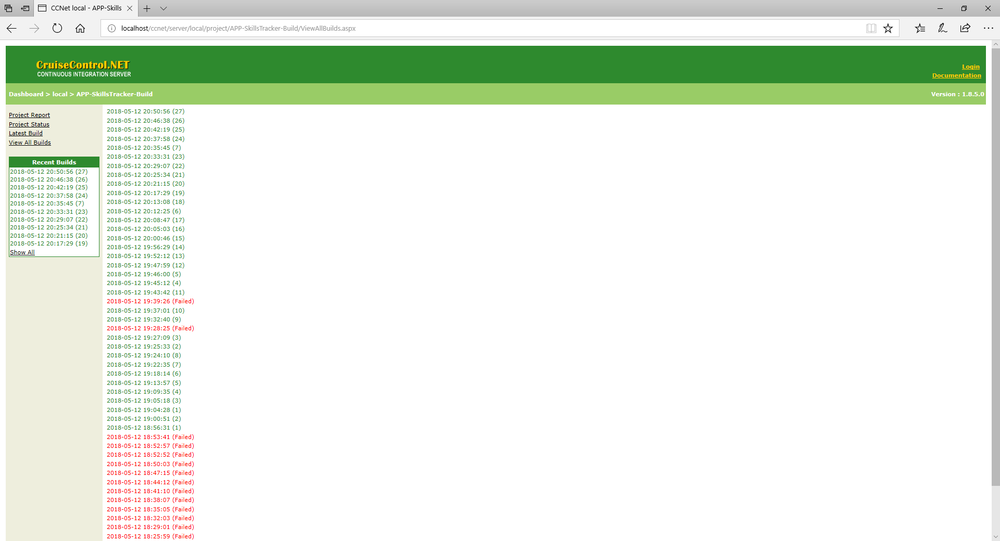 CCNet local - APP-Skills
localhost/ccnet/server/local/project/APP-SkillsTracker-Build/ViewAllBuilds.aspx
CruiseControl.NET
CONTINUOUS INTEGRATION SERVER
Login
Documentation
Dashboard > local > APP-SkillsTracker-Build
Version : 1.8.5.0
Project Report
Project Status
Latest Build
View All Builds
Recent Builds
2018-05-12 20:50:56 (27)
2018-05-12 20:46:38 (26)
2018-05-12 20:42:19 (25)
2018-05-12 20:37:58 (24)
2018-05-12 20:35:45 (7)
2018-05-12 20:33:31 (23)
2018-05-12 20:29:07 (22)
2018-05-12 20:25:34 (21)
2018-05-12 20:21:15 (20)
2018-05-12 20:17:29 (19)
Show All
2018-05-12 20:50:56 (27)
2018-05-12 20:46:38 (26)
2018-05-12 20:42:19 (25)
2018-05-12 20:37:58 (24)
2018-05-12 20:35:45 (7)
2018-05-12 20:33:31 (23)
2018-05-12 20:29:07 (22)
2018-05-12 20:25:34 (21)
2018-05-12 20:21:15 (20)
2018-05-12 20:17:29 (19)
2018-05-12 20:13:08 (18)
2018-05-12 20:12:25 (6)
2018-05-12 20:08:47 (17)
2018-05-12 20:05:03 (16)
2018-05-12 20:00:46 (15)
2018-05-12 19:56:29 (14)
2018-05-12 19:52:12 (13)
2018-05-12 19:47:59 (12)
2018-05-12 19:46:00 (5)
2018-05-12 19:45:12 (4)
2018-05-12 19:43:42 (11)
2018-05-12 19:39:26 (Failed)
2018-05-12 19:37:01 (10)
2018-05-12 19:32:40 (9)
2018-05-12 19:28:25 (Failed)
2018-05-12 19:27:09 (3)
2018-05-12 19:25:33 (2)
2018-05-12 19:24:10 (8)
2018-05-12 19:22:35 (7)
2018-05-12 19:18:14 (6)
2018-05-12 19:13:57 (5)
2018-05-12 19:09:35 (4)
2018-05-12 19:05:18 (3)
2018-05-12 19:04:28 (1)
2018-05-12 19:00:51 (2)
2018-05-12 18:56:31 (1)
2018-05-12 18:53:41 (Failed)
2018-05-12 18:52:57 (Failed)
2018-05-12 18:52:52 (Failed)
2018-05-12 18:50:03 (Failed)
2018-05-12 18:47:15 (Failed)
2018-05-12 18:44:12 (Failed)
2018-05-12 18:41:10 (Failed)
2018-05-12 18:38:07 (Failed)
2018-05-12 18:35:05 (Failed)
2018-05-12 18:32:03 (Failed)
2018-05-12 18:29:01 (Failed)
2018-05-12 18:25:59 (Failed)